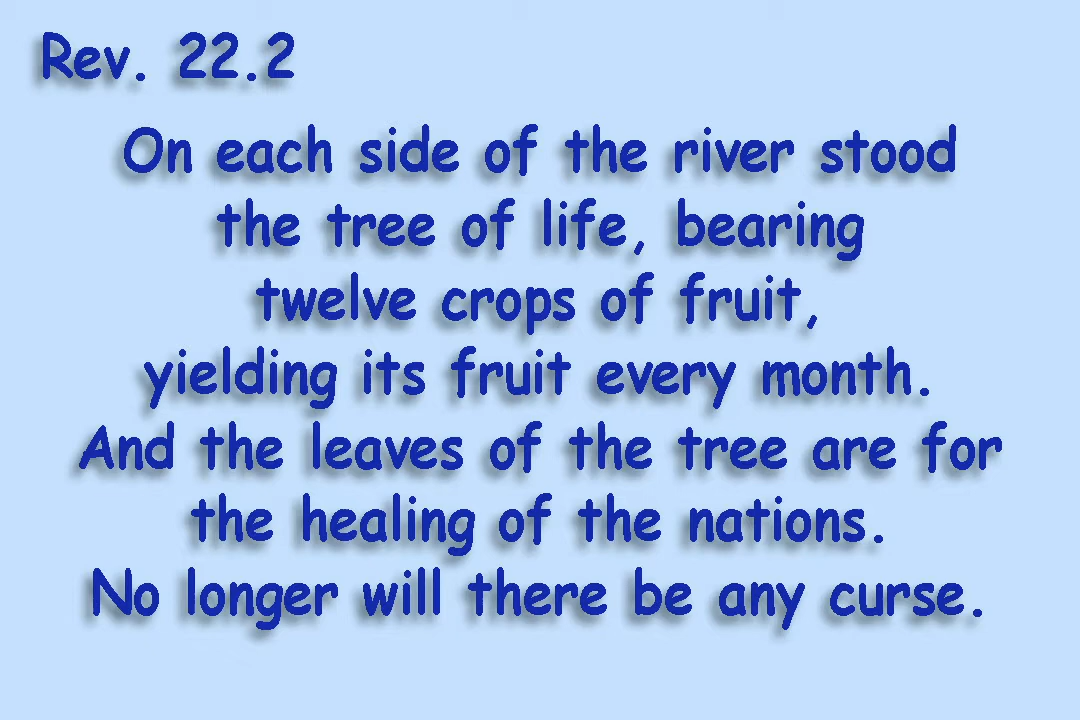 Rev. 22.2
On each side of the river stood
the tree of life, bearing
twelve crops of fruit,
yielding its fruit every month.
And the leaves of the tree are for
the healing of the nations.
No longer will there be any curse.